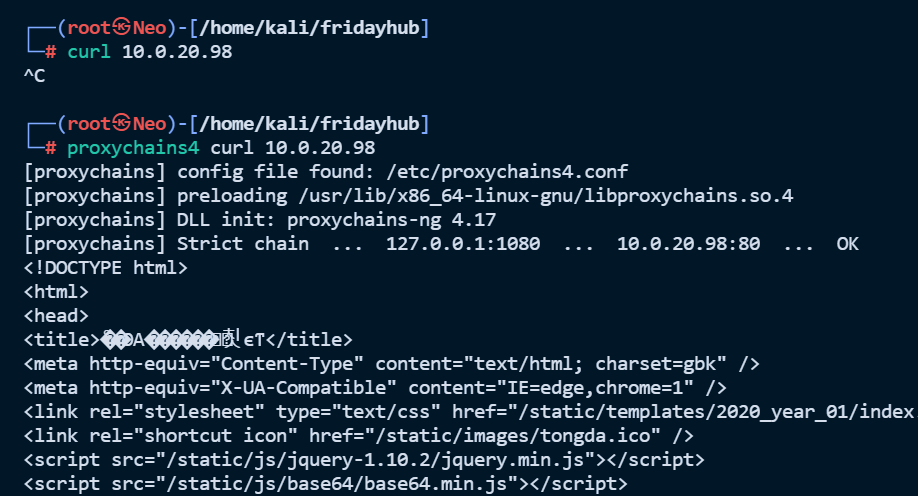 ┌──(root㉿Neo)-[/home/kali/fridayhub]
└─# curl 10.0.20.98
^C
┌──(root㉿Neo)-[/home/kali/fridayhub]
└─# proxychains4 curl 10.0.20.98
[proxychains] config file found: /etc/proxychains4.conf
[proxychains] preloading /usr/lib/x86_64-linux-gnu/libproxychains.so.4
[proxychains] DLL init: proxychains-ng 4.17
[proxychains] Strict chain  ...  127.0.0.1:1080  ...  10.0.20.98:80  ...  OK
<!DOCTYPE html>
<html>
<head>
<title></title>
<meta http-equiv="Content-Type" content="text/html; charset=gbk" />
<meta http-equiv="X-UA-Compatible" content="IE=edge,chrome=1" />
<link rel="stylesheet" type="text/css" href="/static/templates/2020_year_01/index
<link rel="shortcut icon" href="/static/images/tongda.ico" />
<script src="/static/js/jquery-1.10.2/jquery.min.js"></script>
<script src="/static/js/base64/base64.min.js"></script>